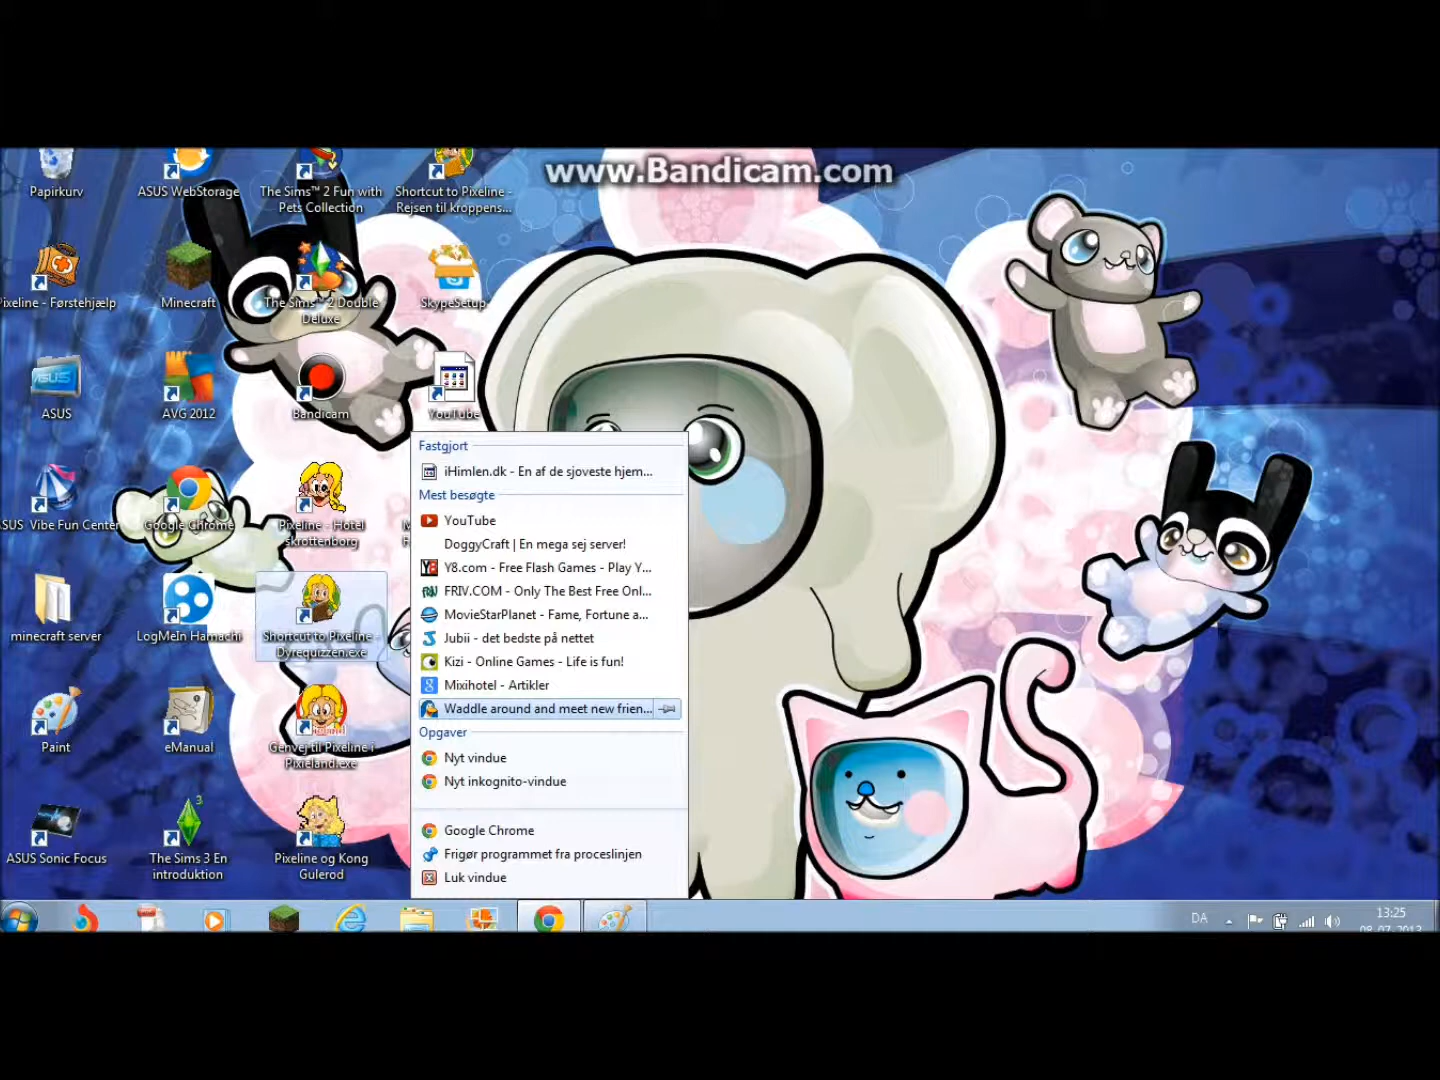 www.Bandicam.com
Papirkurv
ASUS WebStorage
The Sims™ 2 Fun with
Pets Collection
Shortcut to Pixeline -
Rejsen til kroppens...
ixeline - Førstehjælp
Minecraft
The Sims™ 2 Double
Deluxe
SkypeSetup
ASUS
AVG 2012
Bandicam
YouTube
ASUS Vibe Fun Center
Google Chrome
Pixeline - Hotel
skrottenborg
minecraft server
LogMeIn Hamachi
Shortcut to Pixeline -
Dyrequizzen.exe
Paint
eManual
Genvej til Pixeline i
Pixieland.exe
ASUS Sonic Focus
The Sims 3 En
introduktion
Pixeline og Kong
Gulerod
Fastgjort
iHimlen.dk - En af de sjoveste hjem...
Mest besøgte
YouTube
DoggyCraft | En mega sej server!
Y8.com - Free Flash Games - Play Y...
FRIV.COM - Only The Best Free Onl...
MovieStarPlanet - Fame, Fortune a...
Jubii - det bedste på nettet
Kizi - Online Games - Life is fun!
Mixihotel - Artikler
Waddle around and meet new frien...
Opgaver
Nyt vindue
Nyt inkognito-vindue
Google Chrome
Frigør programmet fra proceslinjen
Luk vindue
DA
13:25
08-07-2013